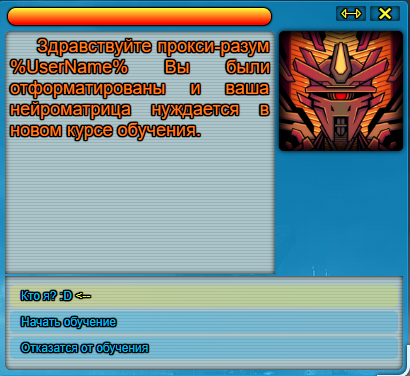 Здравствуйте прокси-разум
%UserName% Вы были
отформатированы и ваша
нейроматрица нуждается в
новом курсе обучения.
Кто я? :D <--
Начать обучение
Отказатся от обучения